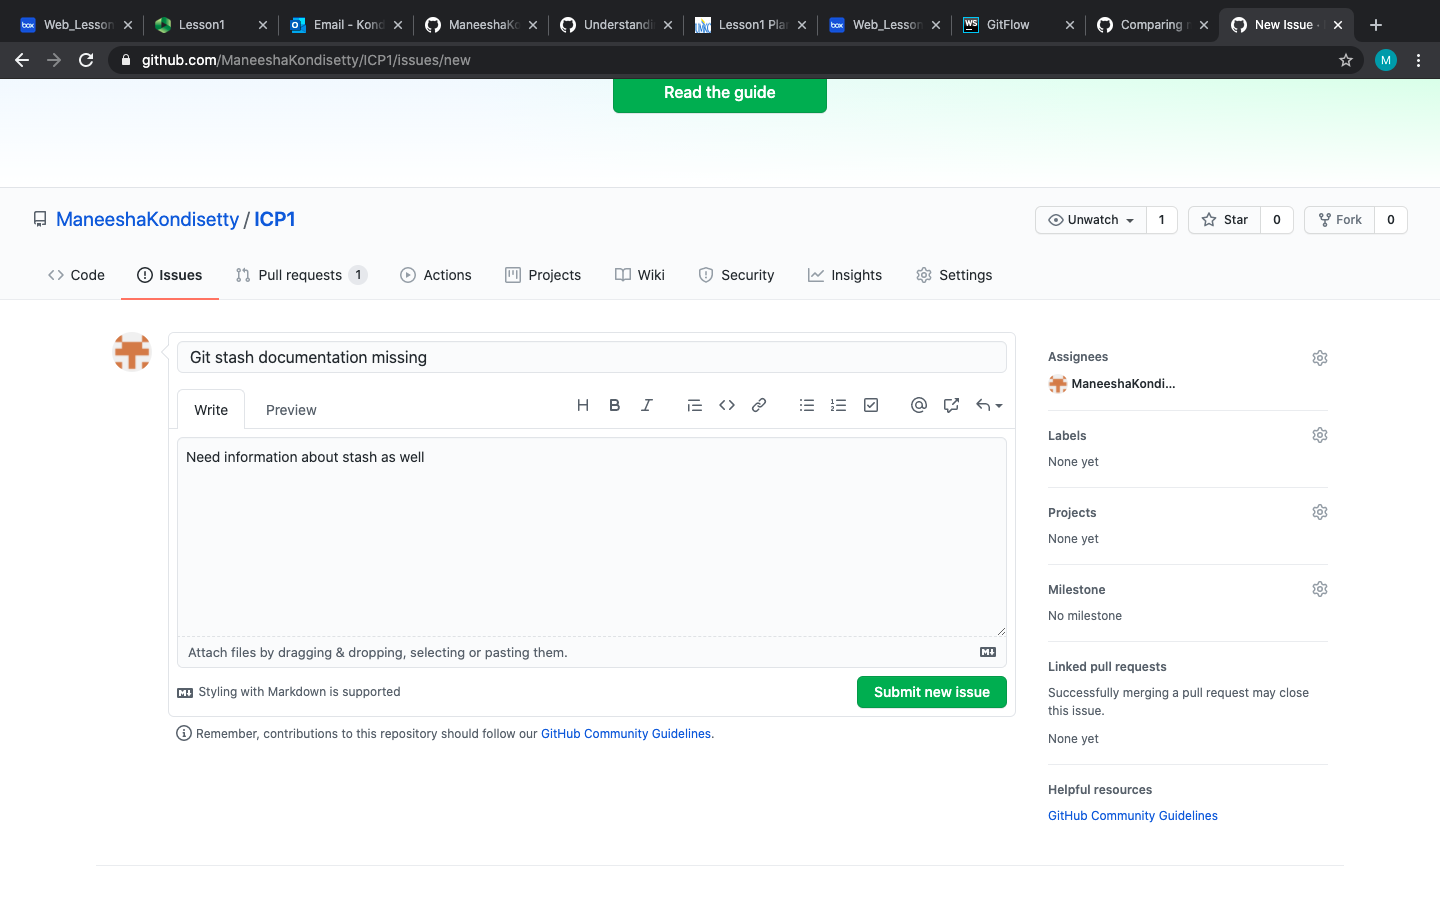 Web_Lesson Lesson1 Email - Kond ManeeshaKo Understandi Lesson1 Plan Web_Lesson GitFlow Comparing New Issue ·
github.com/ManeeshaKondisetty/ICP1/issues/new M
Read the guide
ManeeshaKondisetty / ICP1 Unwatch 1 Star 0 Fork 0
Code Issues Pull requests 1 Actions Projects Wiki Security Insights Settings
Git stash documentation missing
Write Preview
Need information about stash as well
Attach files by dragging & dropping, selecting or pasting them.
Styling with Markdown is supported Submit new issue
Remember, contributions to this repository should follow our GitHub Community Guidelines.
Assignees
ManeeshaKondi...
Labels
None yet
Projects
None yet
Milestone
No milestone
Linked pull requests
Successfully merging a pull request may close
this issue.
None yet
Helpful resources
GitHub Community Guidelines